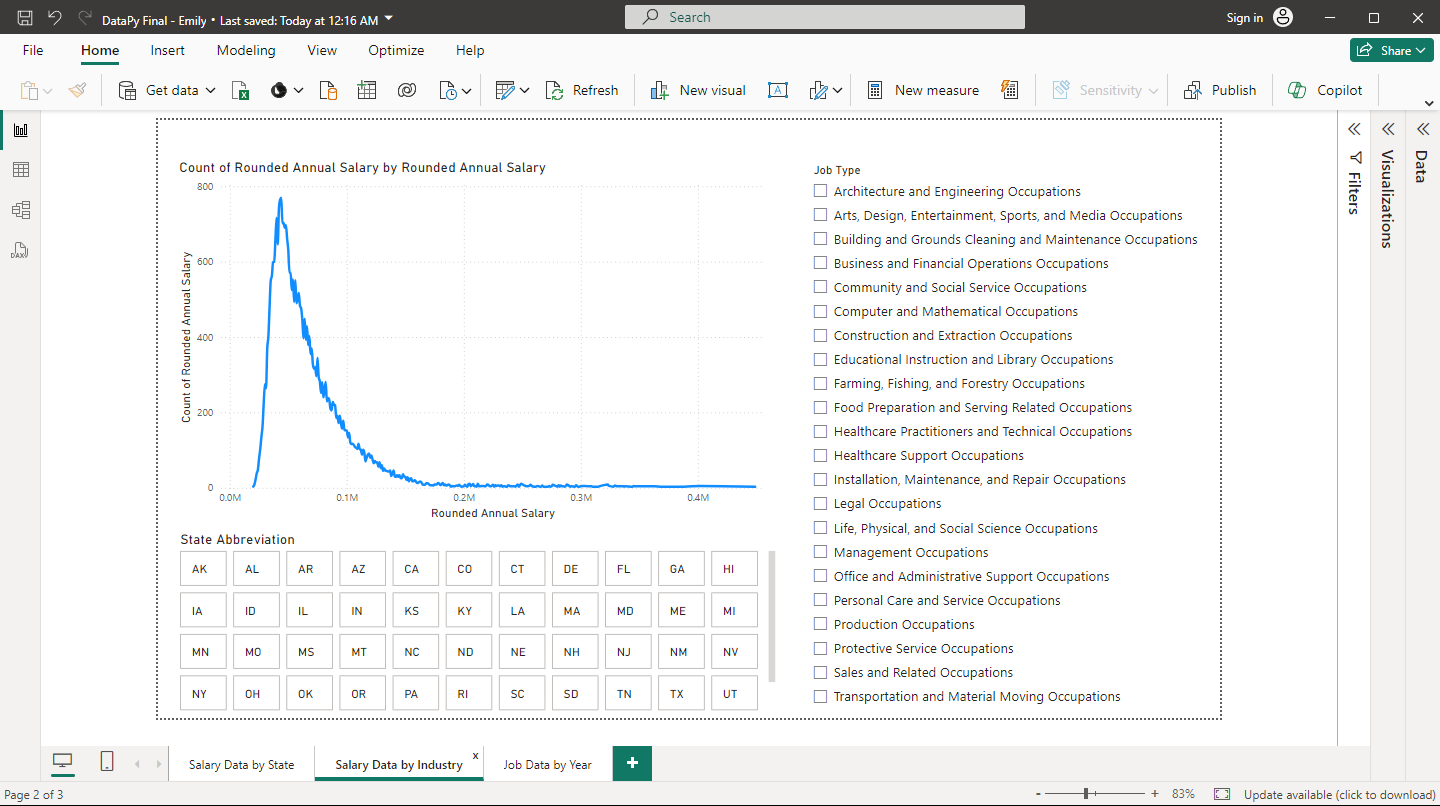 DataPy Final - Emily • Last saved: Today at 12:16 AM
Search
Sign in
File Home Insert Modeling View Optimize Help
Share
Get data
Refresh
New visual
New measure
Sensitivity
Publish
Copilot
Count of Rounded Annual Salary by Rounded Annual Salary
Count of Rounded Annual Salary
800
600
400
200
0
0.0M 0.1M 0.2M 0.3M 0.4M
Rounded Annual Salary
State Abbreviation
AK AL AR AZ CA CO CT DE FL GA HI
IA ID IL IN KS KY LA MA MD ME MI
MN MO MS MT NC ND NE NH NJ NM NV
NY OH OK OR PA RI SC SD TN TX UT
Job Type
Architecture and Engineering Occupations
Arts, Design, Entertainment, Sports, and Media Occupations
Building and Grounds Cleaning and Maintenance Occupations
Business and Financial Operations Occupations
Community and Social Service Occupations
Computer and Mathematical Occupations
Construction and Extraction Occupations
Educational Instruction and Library Occupations
Farming, Fishing, and Forestry Occupations
Food Preparation and Serving Related Occupations
Healthcare Practitioners and Technical Occupations
Healthcare Support Occupations
Installation, Maintenance, and Repair Occupations
Legal Occupations
Life, Physical, and Social Science Occupations
Management Occupations
Office and Administrative Support Occupations
Personal Care and Service Occupations
Production Occupations
Protective Service Occupations
Sales and Related Occupations
Transportation and Material Moving Occupations
Filters
Visualizations
Data
DAX
Salary Data by State
Salary Data by Industry
x
Job Data by Year
+
Page 2 of 3
- + 83%
Update available (click to download)